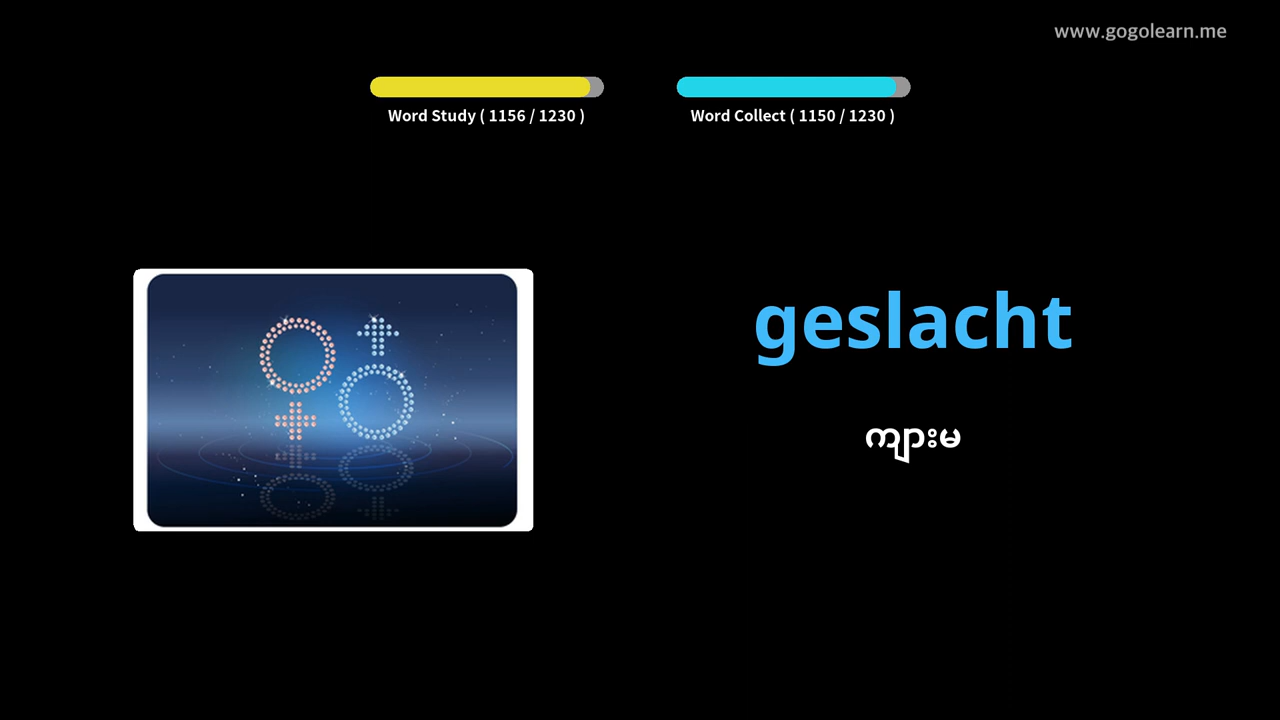 www.gogolearn.me
Word Study ( 1156 / 1230 )
Word Collect ( 1150 / 1230 )
geslacht
ကျားမ